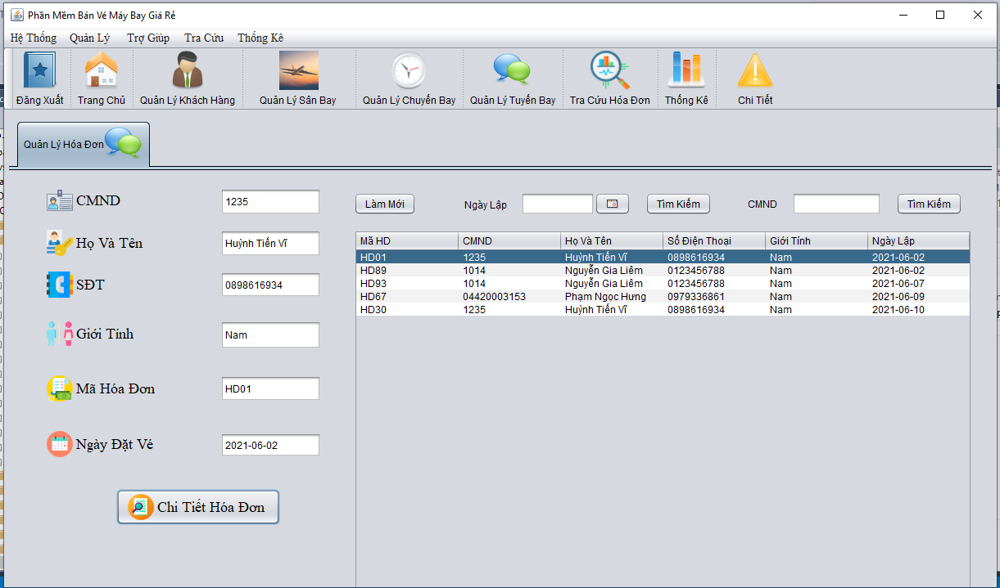 Phần Mềm Bán Vé Máy Bay Giá Rẻ
Hệ Thống Quản Lý Trợ Giúp Tra Cứu Thống Kê
Đăng Xuất Trang Chủ Quản Lý Khách Hàng Quản Lý Sân Bay Quản Lý Chuyến Bay Quản Lý Tuyến Bay Tra Cứu Hóa Đơn Thống Kê Chi Tiết
Quản Lý Hóa Đơn
CMND 1235
Họ Và Tên Huỳnh Tiến Vĩ
SĐT 0898616934
Giới Tính Nam
Mã Hóa Đơn HD01
Ngày Đặt Vé 2021-06-02
Chi Tiết Hóa Đơn
Làm Mới Ngày Lập Tìm Kiếm CMND Tìm Kiếm
Mã HD CMND Họ Và Tên Số Điện Thoại Giới Tính Ngày Lập
HD01 1235 Huỳnh Tiến Vĩ 0898616934 Nam 2021-06-02
HD89 1014 Nguyễn Gia Liêm 0123456788 Nam 2021-06-02
HD93 1014 Nguyễn Gia Liêm 0123456788 Nam 2021-06-07
HD67 04420003153 Phạm Ngọc Hưng 0979336861 Nam 2021-06-09
HD30 1235 Huỳnh Tiến Vĩ 0898616934 Nam 2021-06-10